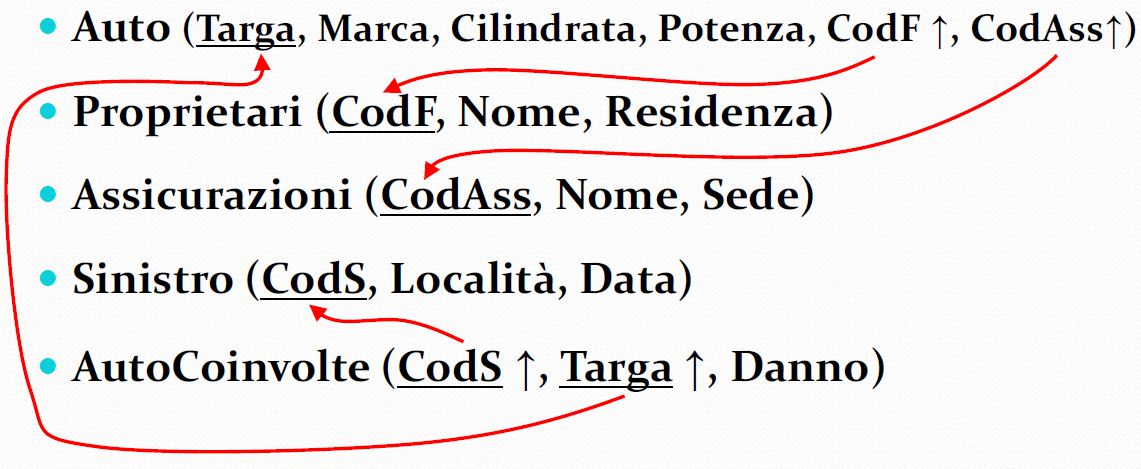 • Auto (Targa, Marca, Cilindrata, Potenza, CodF ↑, CodAss↑)
• Proprietari (CodF, Nome, Residenza)
• Assicurazioni (CodAss, Nome, Sede)
• Sinistro (CodS, Località, Data)
• AutoCoinvolte (CodS ↑, Targa ↑, Danno)